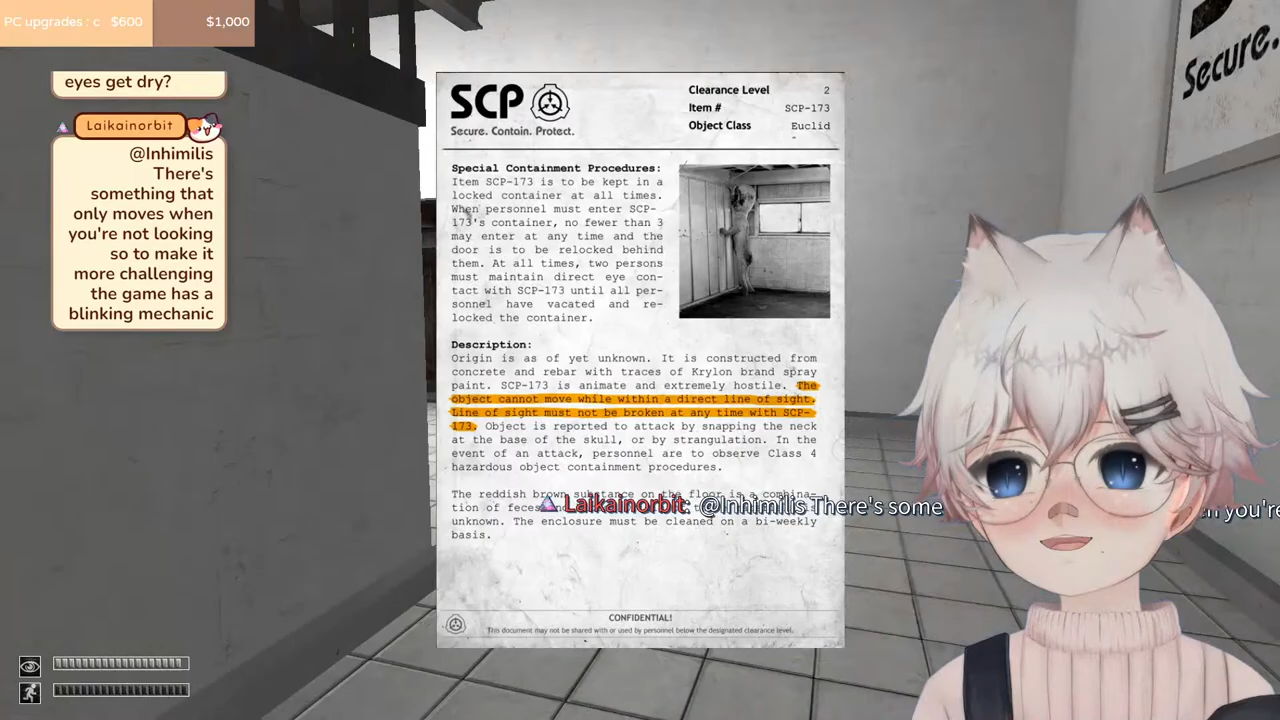 PC upgrades : c $600 $1,000
eyes get dry?
Laikainorbit
@Inhimilis
There's
something that
only moves when
you're not looking
so to make it
more challenging
the game has a
blinking mechanic
SCP
Secure. Contain. Protect.
Clearance Level 2
Item # SCP-173
Object Class Euclid
Special Containment Procedures:
Item SCP-173 is to be kept in a
locked container at all times.
When personnel must enter SCP-
173's container, no fewer than 3
may enter at any time and the
door is to be relocked behind
them. At all times, two persons
must maintain direct eye con-
tact with SCP-173 until all per-
sonnel have vacated and re-
locked the container.
Description:
Origin is as of yet unknown. It is constructed from
concrete and rebar with traces of Krylon brand spray
paint. SCP-173 is animate and extremely hostile. The
object cannot move while within a direct line of sight.
Line of sight must not be broken at any time with SCP-
173. Object is reported to attack by snapping the neck
at the base of the skull, or by strangulation. In the
event of an attack, personnel are to observe Class 4
hazardous object containment procedures.
The reddish brown substance on the floor is a combina-
tion of feces
Laikainorbit: @Inhimilis There's some you're
unknown. The enclosure must be cleaned on a bi-weekly
basis.
CONFIDENTIAL!
This document may not be shared with or used by personnel below the designated clearance level.
Secure.